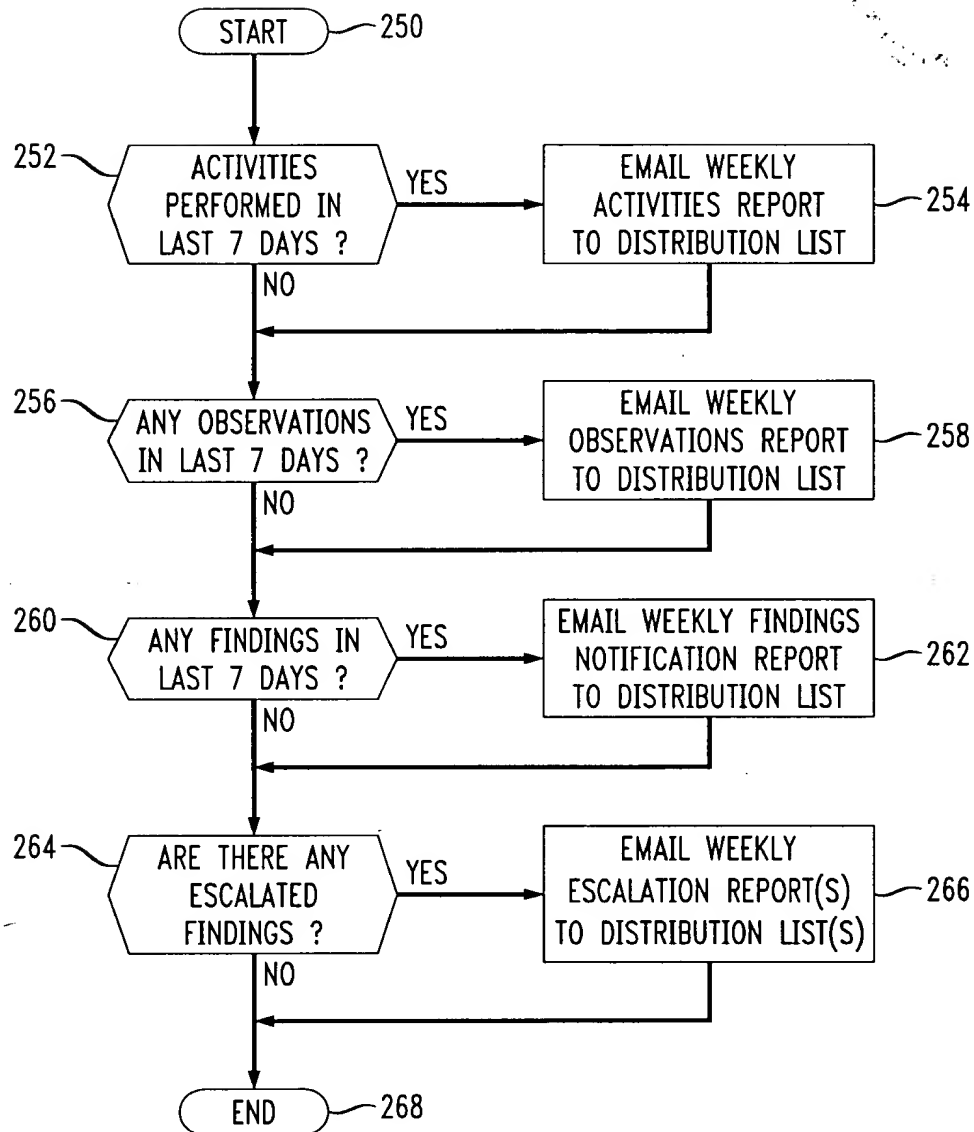 START
250
252
ACTIVITIES
PERFORMED IN
LAST 7 DAYS ?
YES
EMAIL WEEKLY
ACTIVITIES REPORT
TO DISTRIBUTION LIST
254
NO
256
ANY OBSERVATIONS
IN LAST 7 DAYS ?
YES
EMAIL WEEKLY
OBSERVATIONS REPORT
TO DISTRIBUTION LIST
258
NO
260
ANY FINDINGS IN
LAST 7 DAYS ?
YES
EMAIL WEEKLY FINDINGS
NOTIFICATION REPORT
TO DISTRIBUTION LIST
262
NO
264
ARE THERE ANY
ESCALATED
FINDINGS ?
YES
EMAIL WEEKLY
ESCALATION REPORT(S)
TO DISTRIBUTION LIST(S)
266
NO
END
268